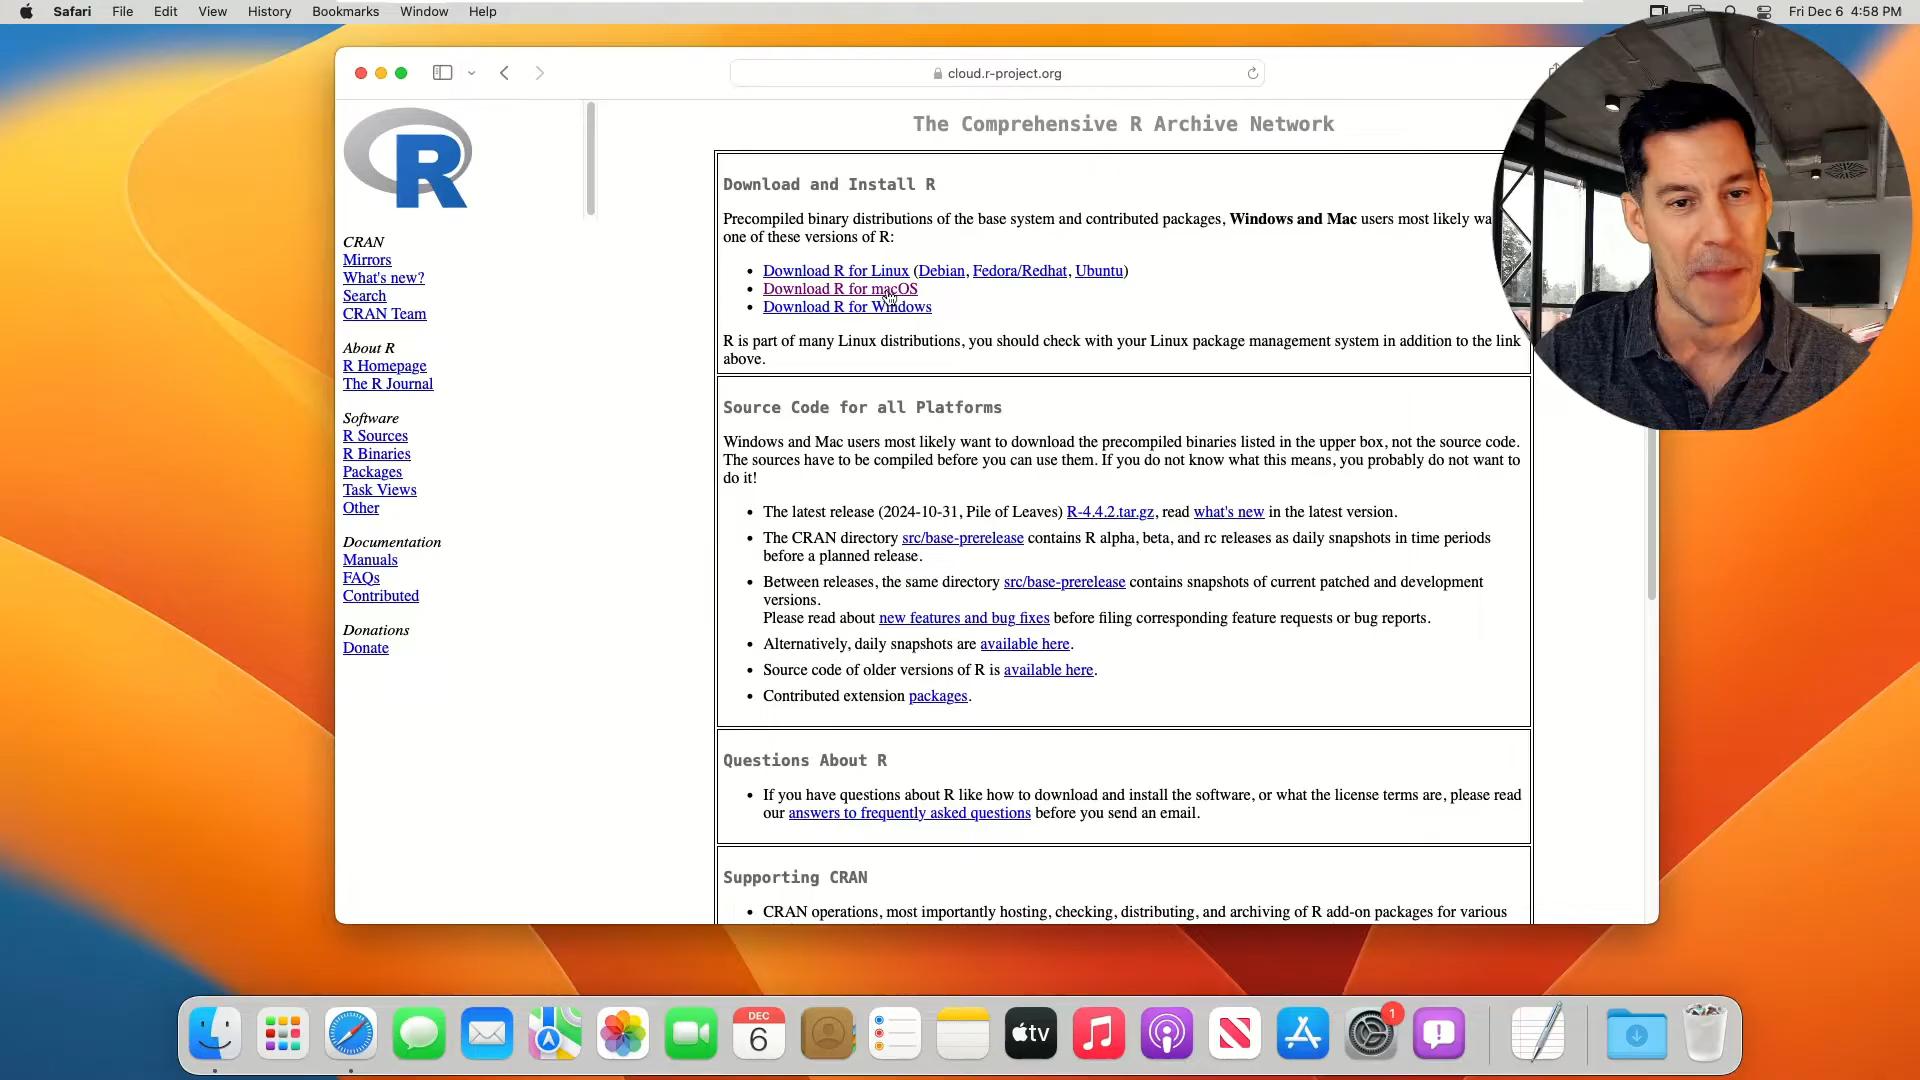 Safari File Edit View History Bookmarks Window Help
Fri Dec 6 4:58 PM
cloud.r-project.org
R
CRAN
Mirrors
What's new?
Search
CRAN Team
About R
R Homepage
The R Journal
Software
R Sources
R Binaries
Packages
Task Views
Other
Documentation
Manuals
FAQs
Contributed
Donations
Donate
The Comprehensive R Archive Network
Download and Install R
Precompiled binary distributions of the base system and contributed packages, Windows and Mac users most likely
one of these versions of R:
• Download R for Linux (Debian, Fedora/Redhat, Ubuntu)
• Download R for macOS
• Download R for Windows
R is part of many Linux distributions, you should check with your Linux package management system in addition to the link
above.
Source Code for all Platforms
Windows and Mac users most likely want to download the precompiled binaries listed in the upper box, not the source code.
The sources have to be compiled before you can use them. If you do not know what this means, you probably do not want to
do it!
• The latest release (2024-10-31, Pile of Leaves) R-4.4.2.tar.gz, read what's new in the latest version.
• The CRAN directory src/base-prerelease contains R alpha, beta, and rc releases as daily snapshots in time periods
before a planned release.
• Between releases, the same directory src/base-prerelease contains snapshots of current patched and development
versions.
Please read about new features and bug fixes before filing corresponding feature requests or bug reports.
• Alternatively, daily snapshots are available here.
• Source code of older versions of R is available here.
• Contributed extension packages.
Questions About R
• If you have questions about R like how to download and install the software, or what the license terms are, please read
our answers to frequently asked questions before you send an email.
Supporting CRAN
• CRAN operations, most importantly hosting, checking, distributing, and archiving of R add-on packages for various
DEC
6
tv
1